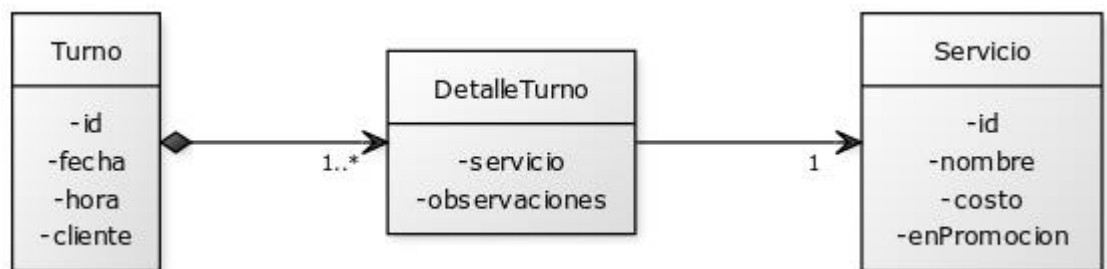 Turno
-id
-fecha
-hora
-cliente
1..*
DetalleTurno
-servicio
-observaciones
1
Servicio
-id
-nombre
-costo
-enPromocion